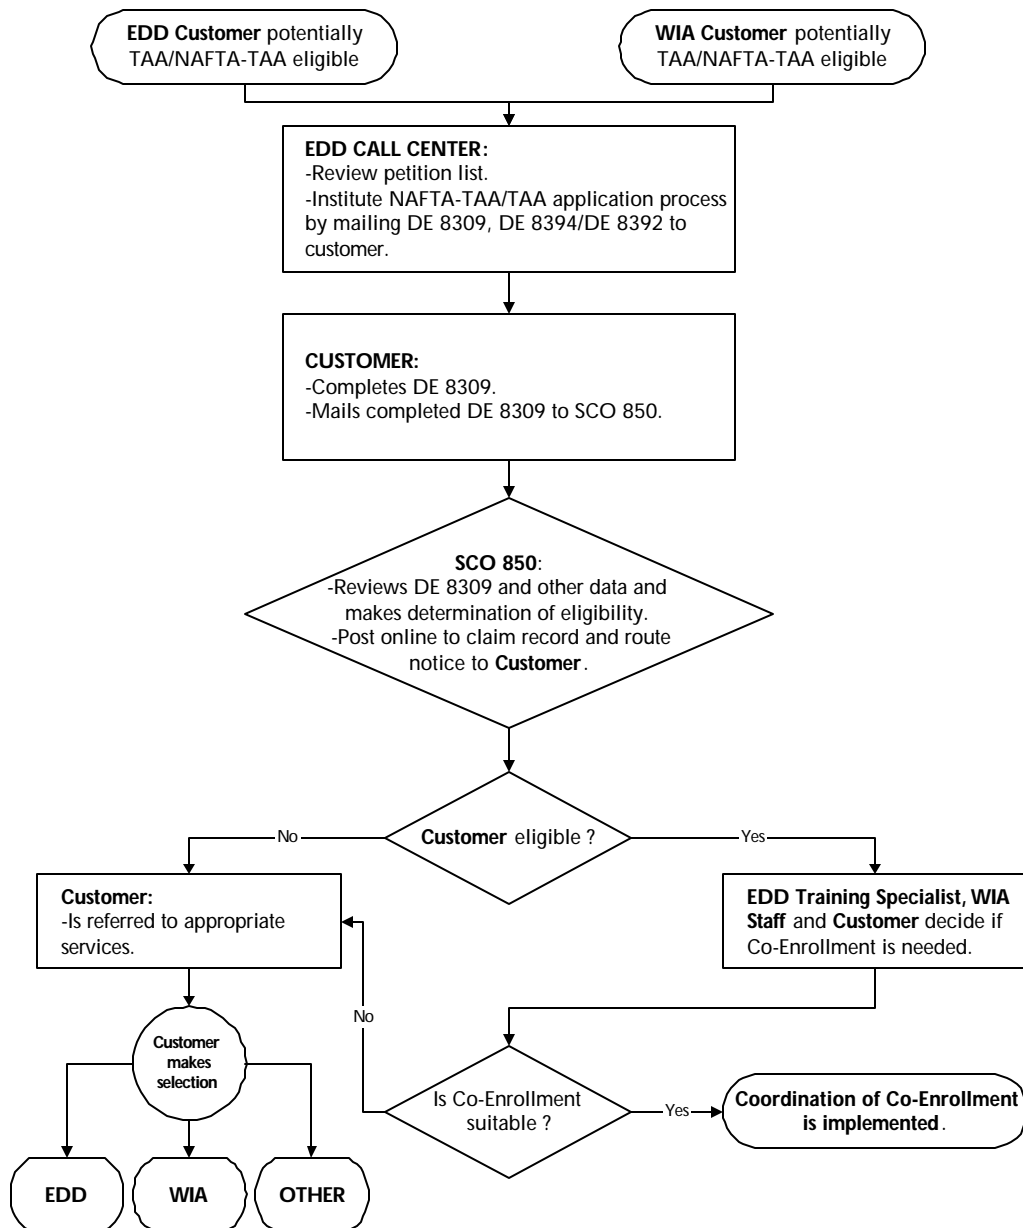 EDD Customer potentially
TAA/NAFTA-TAA eligible
WIA Customer potentially
TAA/NAFTA-TAA eligible
EDD CALL CENTER:
-Review petition list.
-Institute NAFTA-TAA/TAA application process
by mailing DE 8309, DE 8394/DE 8392 to
customer.
CUSTOMER:
-Completes DE 8309.
-Mails completed DE 8309 to SCO 850.
SCO 850:
-Reviews DE 8309 and other data and
makes determination of eligibility.
-Post online to claim record and route
notice to Customer.
Customer eligible ?
No
Yes
Customer:
-Is referred to appropriate
services.
EDD Training Specialist, WIA
Staff and Customer decide if
Co-Enrollment is needed.
Customer
makes
selection
No
Is Co-Enrollment
suitable ?
Yes
Coordination of Co-Enrollment
is implemented.
EDD
WIA
OTHER